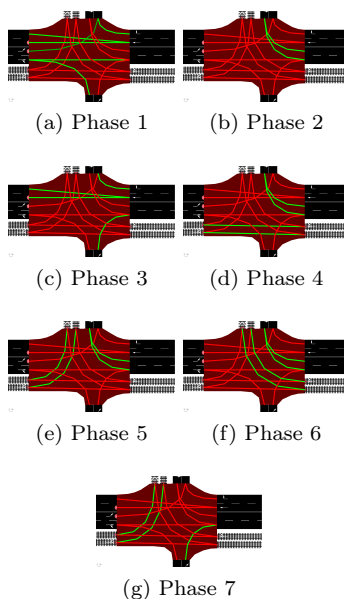 (a) Phase 1
(b) Phase 2
(c) Phase 3
(d) Phase 4
(e) Phase 5
(f) Phase 6
(g) Phase 7